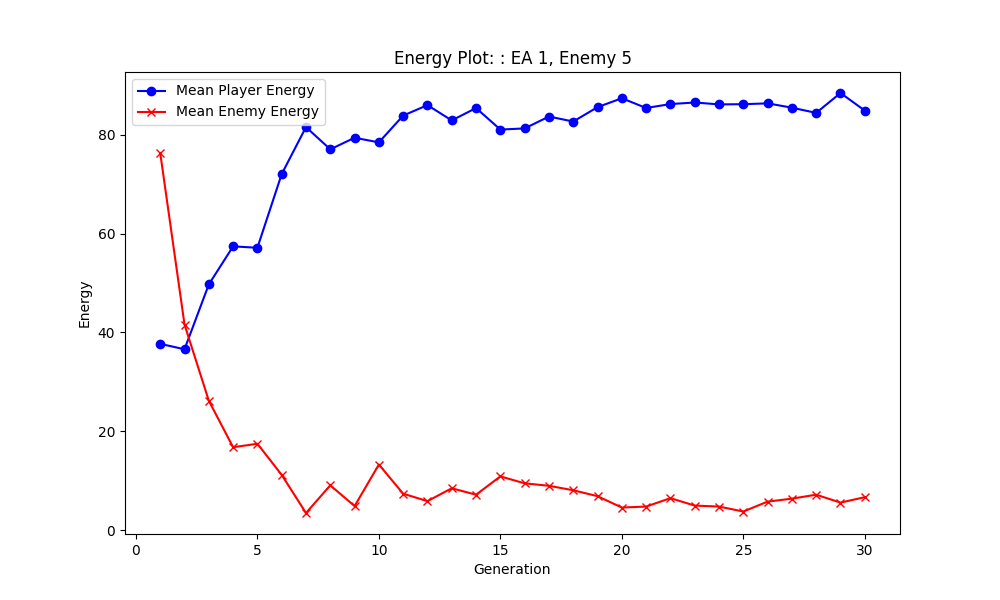 Energy Plot: : EA 1, Enemy 5
Mean Player Energy
Mean Enemy Energy
80
60
40
20
0
Energy
0 5 10 15 20 25 30
Generation